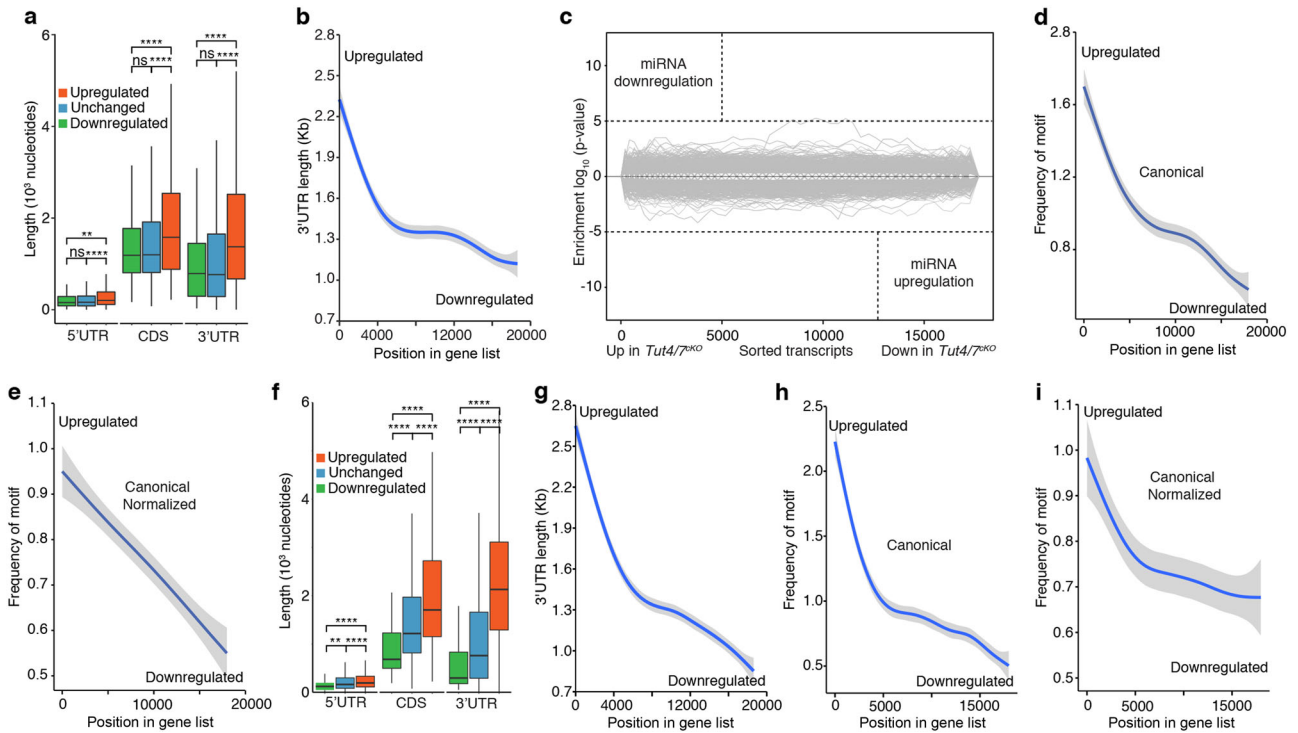 a
6
4
2
0
Length (10³ nucleotides)
Upregulated
Unchanged
Downregulated
**
ns
****
****
ns
****
****
ns
****
5'UTR
CDS
3'UTR
b
2.8
2.5
2.2
1.9
1.6
1.3
1.0
0.7
3'UTR length (Kb)
Upregulated
Downregulated
0
4000
12000
20000
Position in gene list
c
10
5
0
-5
-10
Enrichment log₁₀ (p-value)
miRNA
downregulation
miRNA
upregulation
0
5000
10000
15000
Up in Tut4/7ᶜᴷᴼ
Sorted transcripts
Down in Tut4/7ᶜᴷᴼ
d
2.8
1.6
1.2
0.8
Frequency of motif
Upregulated
Canonical
Downregulated
0
10000
20000
Position in gene list
e
1.1
1.0
0.9
0.8
0.7
0.6
0.5
Frequency of motif
Upregulated
Canonical
Normalized
Downregulated
0
10000
20000
Position in gene list
f
6
4
2
0
Length (10³ nucleotides)
Upregulated
Unchanged
Downregulated
****
**
****
****
****
****
****
****
****
5'UTR
CDS
3'UTR
g
2.8
2.5
2.2
1.9
1.6
1.3
1.0
0.7
3'UTR length (Kb)
Upregulated
Downregulated
0
4000
12000
20000
Position in gene list
h
2.5
2.0
1.5
1.0
0.5
Frequency of motif
Upregulated
Canonical
Downregulated
0
5000
15000
Position in gene list
i
1.1
1.0
0.9
0.8
0.7
0.6
0.5
Frequency of motif
Upregulated
Canonical
Normalized
Downregulated
0
5000
15000
Position in gene list